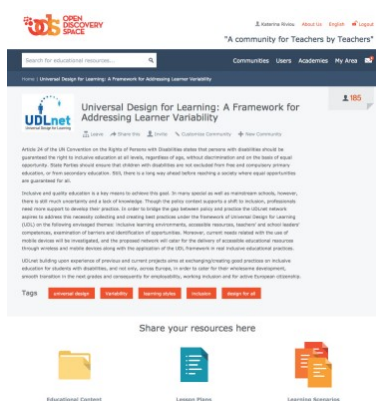 OPEN
DISCOVERY
SPACE
Katerina Riviou About Us English Logout
"A community for Teachers by Teachers"
Search for educational resources...
Communities Users Academies My Area
Home | Universal Design for Learning: A Framework for Addressing Learner Variability
185
UDLnet
Universal Design for Learning
Universal Design for Learning: A Framework for
Addressing Learner Variability
Leave Share this Invite Customise Community New Community
Article 24 of the UN Convention on the Rights of Persons with Disabilities states that persons with disabilities should be
guaranteed the right to inclusive education at all levels, regardless of age, without discrimination and on the basis of equal
opportunity. State Parties should ensure that children with disabilities are not excluded from free and compulsory primary
education, or from secondary education. Still, there is a long way ahead before reaching a society where equal opportunities
are guaranteed for all.
Inclusive and quality education is a key means to achieve this goal. In many special as well as mainstream schools, however,
there is still much uncertainty and a lack of knowledge. Though the policy context supports a shift to inclusion, professionals
need more support to develop their practice. In order to bridge the gap between policy and practice the UDLnet network
aspires to address this necessity collecting and creating best practices under the framework of Universal Design for Learning
(UDL) on the following envisaged themes: inclusive learning environments, accessible resources, teachers' and school leaders'
competences, examination of barriers and identification of opportunities. Moreover, current needs related with the use of
mobile devices will be investigated, and the proposed network will cater for the delivery of accessible educational resources
through wireless and mobile devices along with the application of the UDL framework in real inclusive educational practices.
UDLnet building upon experience of previous and current projects aims at exchanging/creating good practices on inclusive
education for students with disabilities, and not only, across Europe, in order to cater for their wholesome development,
smooth transition in the next grades and consequently for employability, working inclusion and for active European citizenship.
Tags universal design Variability learning styles inclusion design for all
Share your resources here
Educational Content Lesson Plans Learning Scenarios